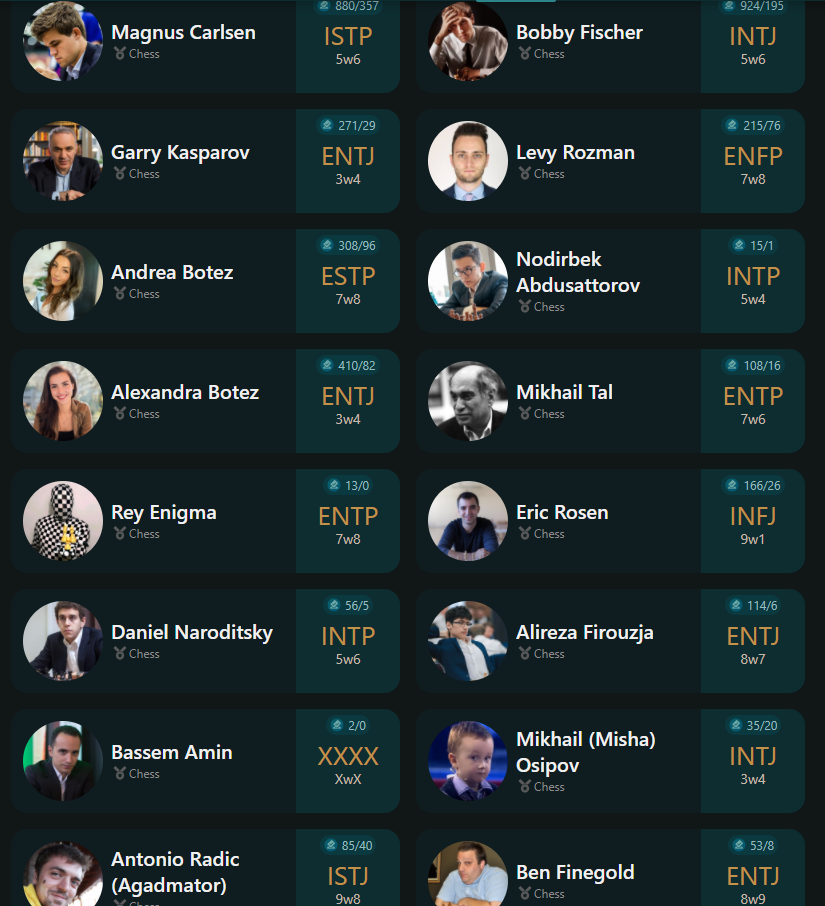 880/357
Magnus Carlsen
ISTP
Chess
5w6
924/195
Bobby Fischer
INTJ
Chess
5w6
271/29
Garry Kasparov
ENTJ
Chess
3w4
215/76
Levy Rozman
ENFP
Chess
7w8
308/96
Andrea Botez
ESTP
Chess
7w8
15/1
Nodirbek
Abdusattorov
INTP
Chess
5w4
410/82
Alexandra Botez
ENTJ
Chess
3w4
108/16
Mikhail Tal
ENTP
Chess
7w6
13/0
Rey Enigma
ENTP
Chess
7w8
166/26
Eric Rosen
INFJ
Chess
9w1
56/5
Daniel Naroditsky
INTP
Chess
5w6
114/6
Alireza Firouzja
ENTJ
Chess
8w7
2/0
Bassem Amin
XXXX
Chess
XwX
35/20
Mikhail (Misha)
Osipov
INTJ
Chess
3w4
85/40
Antonio Radic
(Agadmator)
ISTJ
Chess
9w8
53/8
Ben Finegold
ENTJ
Chess
8w9